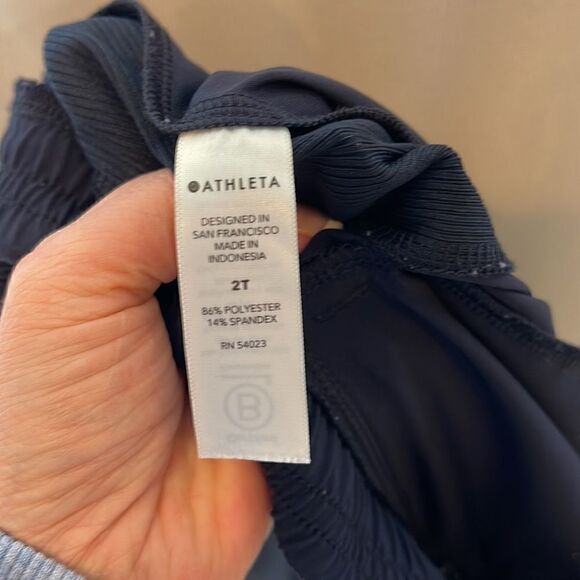 ATHLETA
DESIGNED IN
SAN FRANCISCO
MADE IN
INDONESIA
2T
86% POLYESTER
14% SPANDEX
RN 54023
B